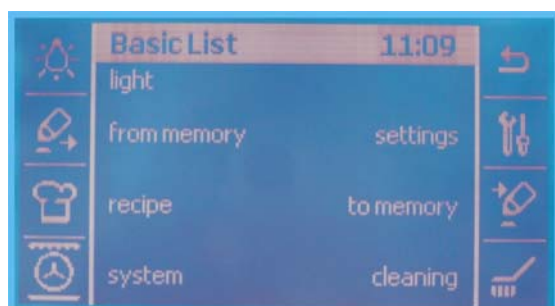 Basic List 11:09
light
from memory settings
recipe to memory
system cleaning